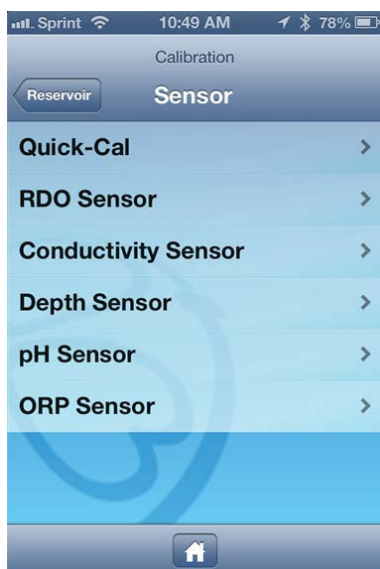 Sprint 10:49 AM 78%
Calibration
Reservoir Sensor
Quick-Cal
RDO Sensor
Conductivity Sensor
Depth Sensor
pH Sensor
ORP Sensor